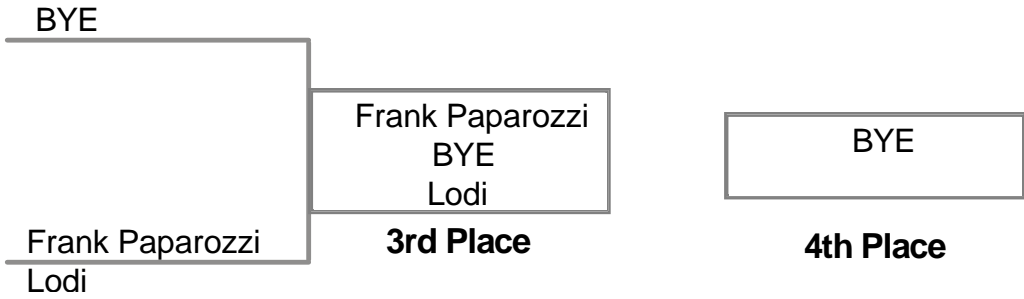 BYE
Frank Paparozzi
BYE
Lodi
3rd Place
BYE
4th Place
Frank Paparozzi
Lodi